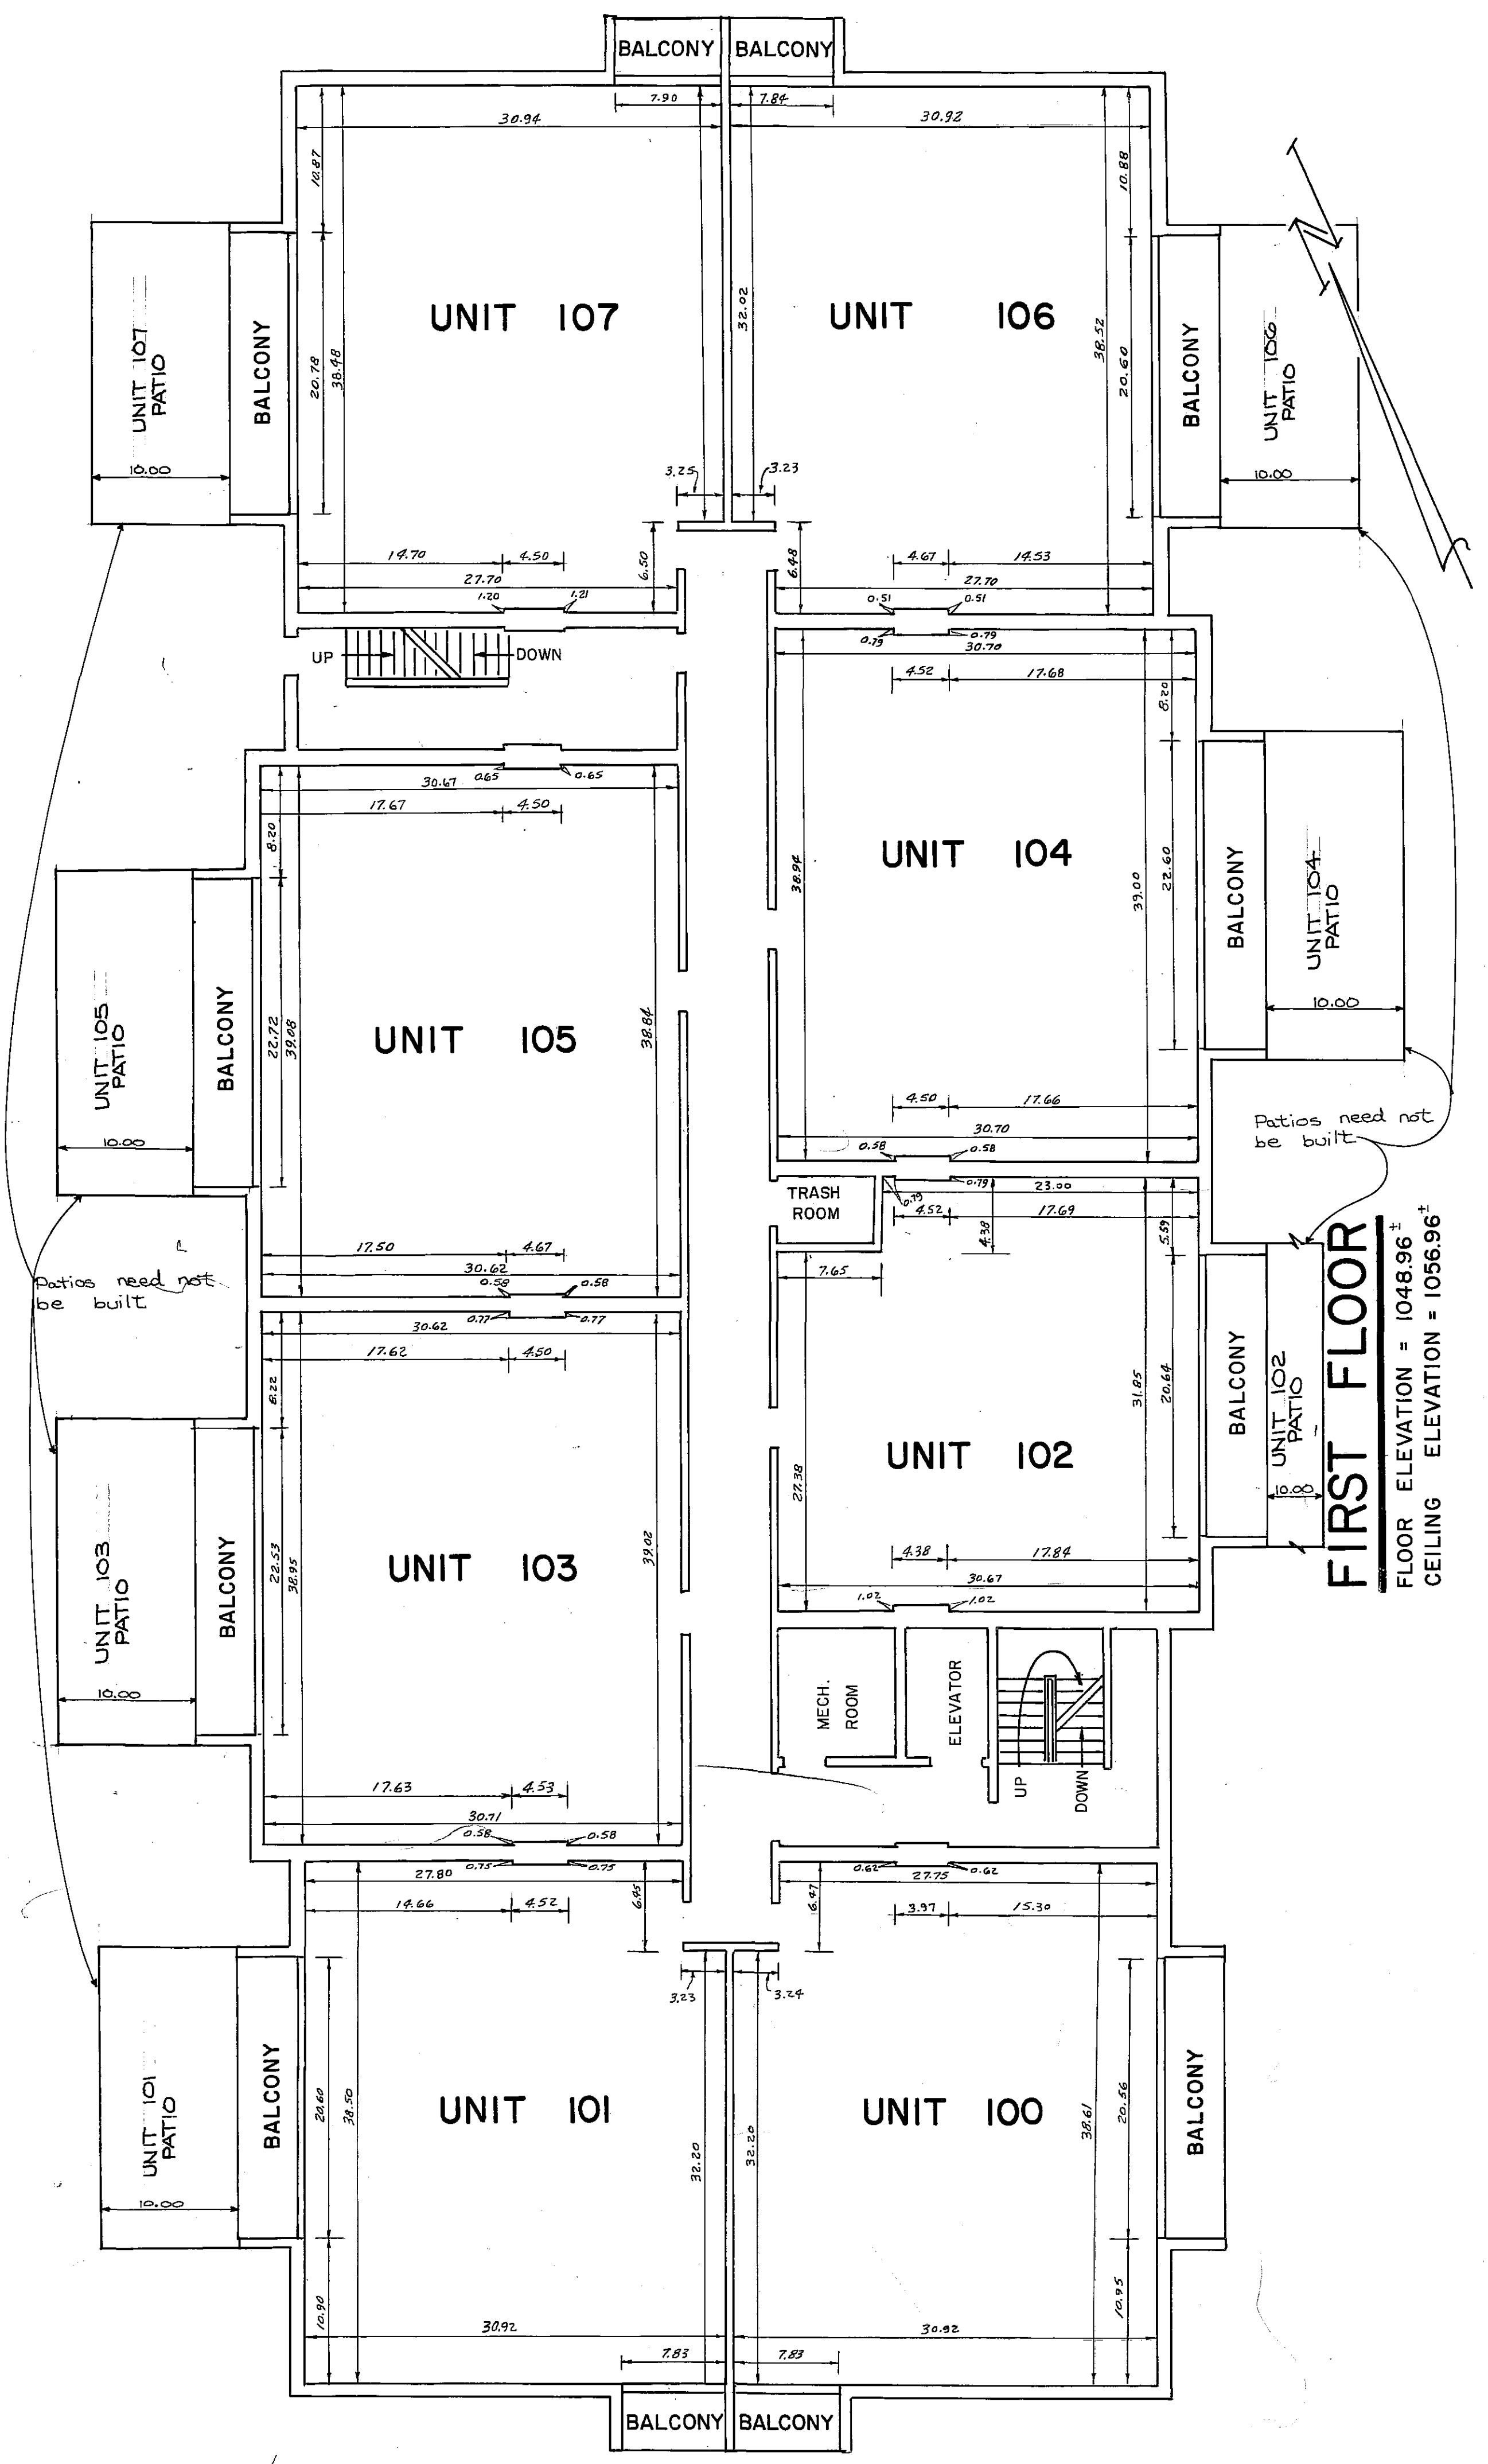 BALCONY
BALCONY
7.90
7.84
30.94
30.92
10.87
38.48
32.02
38.52
10.88
UNIT 107
UNIT 106
20.78
20.60
UNIT 107
PATIO
BALCONY
BALCONY
UNIT 106
PATIO
10.00
10.00
3.25
3.23
14.70
4.50
6.50
6.48
4.67
14.53
27.70
27.70
1.20
1.21
0.51
0.51
UP
DOWN
0.79
0.79
30.70
4.52
17.68
8.20
0.65
0.65
30.67
17.67
4.50
8.20
UNIT 104
38.94
39.00
22.60
BALCONY
UNIT 104
PATIO
10.00
UNIT 105
PATIO
BALCONY
22.72
39.08
UNIT 105
38.84
10.00
4.50
17.66
30.70
0.58
0.58
Patios need not
be built
TRASH
ROOM
0.79
0.79
23.00
4.52
17.69
4.38
5.59
17.50
4.67
30.62
0.58
0.58
7.65
Patios need not
be built
0.77
0.77
30.62
17.62
4.50
8.22
UNIT 102
27.38
31.85
20.64
BALCONY
UNIT 102
PATIO
10.00
FIRST FLOOR
FLOOR ELEVATION = 1048.96±
CEILING ELEVATION = 1056.96±
UNIT 103
PATIO
BALCONY
22.53
38.95
UNIT 103
39.02
10.00
4.38
17.84
30.67
1.02
1.02
MECH.
ROOM
ELEVATOR
UP
DOWN
17.63
4.53
30.71
0.58
0.58
0.75
0.75
27.80
14.66
4.52
6.45
0.62
0.62
27.75
3.97
15.30
6.47
3.23
3.24
UNIT 101
PATIO
BALCONY
20.60
38.50
UNIT 101
32.20
32.20
UNIT 100
38.61
20.56
BALCONY
10.00
10.90
10.95
30.92
30.92
7.83
7.83
BALCONY
BALCONY